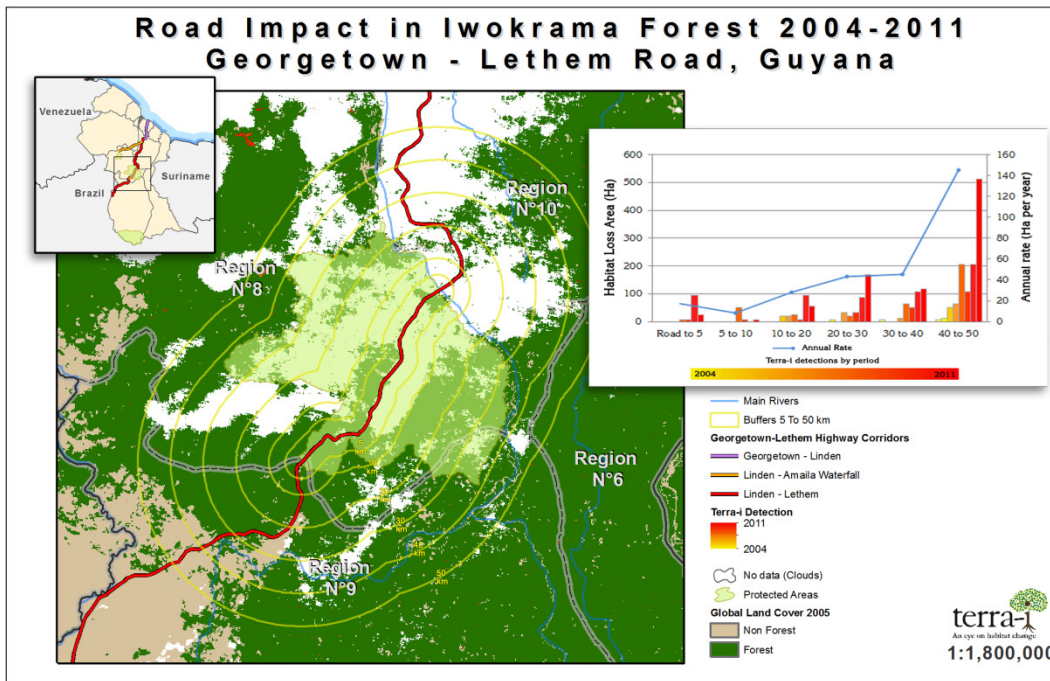 Road Impact in Iwokrama Forest 2004-2011
Georgetown - Lethem Road, Guyana
Venezuela
Suriname
Brazil
Region
N°10
Region
N°8
Region
N°6
Region
N°9
30
km
50
km
600
500
400
300
200
100
0
Habitat Loss Area (Ha)
160
140
120
100
80
60
40
20
0
Annual rate (Ha per year)
Road to 5
5 to 10
10 to 20
20 to 30
30 to 40
40 to 50
Annual Rate
Terra-i detections by period
2004
2011
Main Rivers
Buffers 5 To 50 km
Georgetown-Lethem Highway Corridors
Georgetown - Linden
Linden - Amaila Waterfall
Linden - Lethem
Terra-i Detection
2011
2004
No data (Clouds)
Protected Areas
Global Land Cover 2005
Non Forest
Forest
terra-i
An eye on habitat change
1:1,800,000